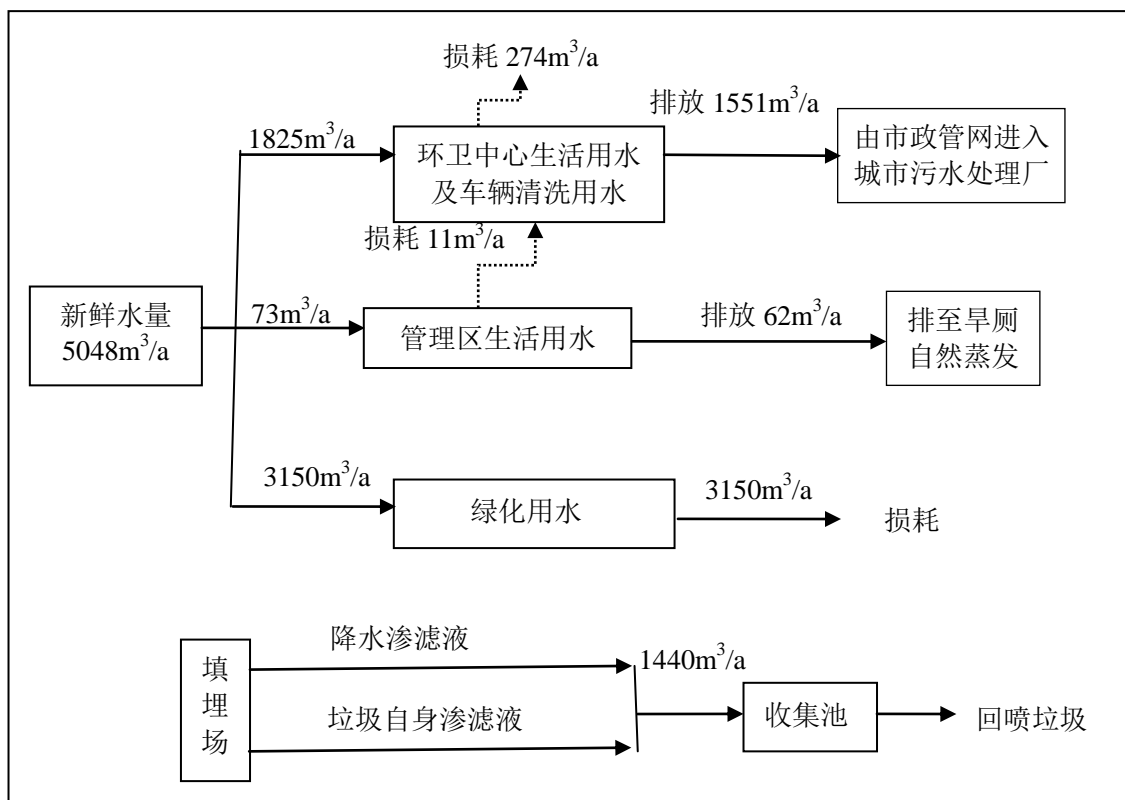 损耗 274m³/a
排放 1551m³/a
1825m³/a
环卫中心生活用水
及车辆清洗用水
由市政管网进入
城市污水处理厂
损耗 11m³/a
新鲜水量
5048m³/a
73m³/a
管理区生活用水
排放 62m³/a
排至旱厕
自然蒸发
3150m³/a
绿化用水
3150m³/a
损耗
填
埋
场
降水渗滤液
垃圾自身渗滤液
1440m³/a
收集池
回喷垃圾